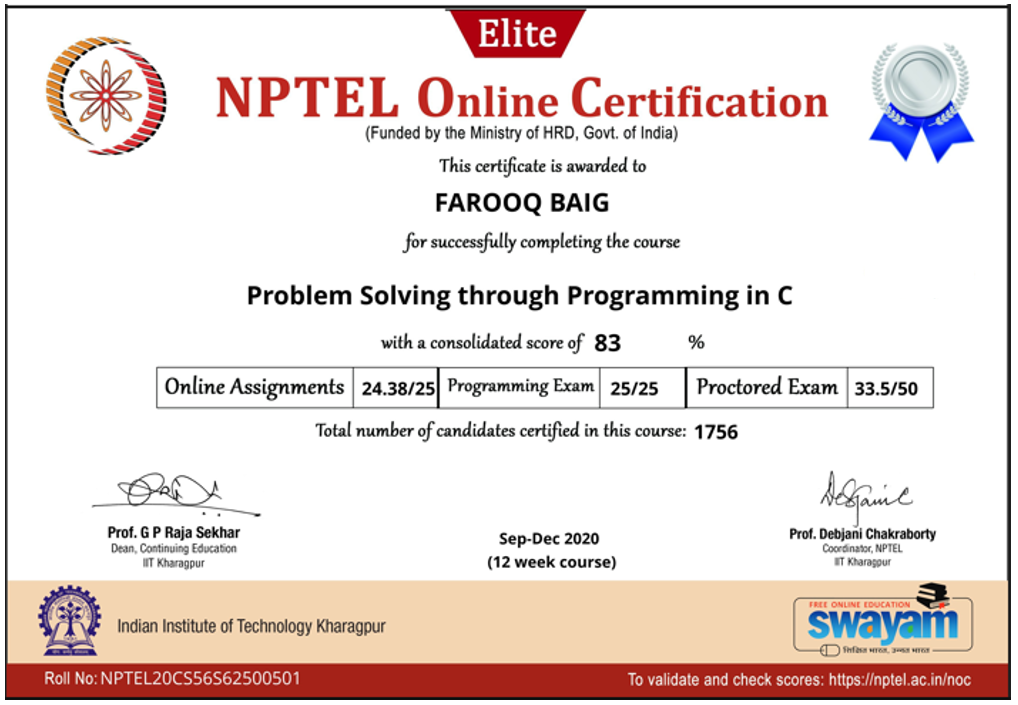 Elite
NPTEL Online Certification
(Funded by the Ministry of HRD, Govt. of India)
This certificate is awarded to
FAROOQ BAIG
for successfully completing the course
Problem Solving through Programming in C
with a consolidated score of 83 %
Online Assignments 24.38/25 Programming Exam 25/25 Proctored Exam 33.5/50
Total number of candidates certified in this course: 1756
Prof. G P Raja Sekhar
Dean, Continuing Education
IIT Kharagpur
Sep-Dec 2020
(12 week course)
Prof. Debjani Chakraborty
Coordinator, NPTEL
IIT Kharagpur
Indian Institute of Technology Kharagpur
FREE ONLINE EDUCATION
swayam
शिक्षित भारत, उन्नत भारत
Roll No: NPTEL20CS56S62500501
To validate and check scores: https://nptel.ac.in/noc